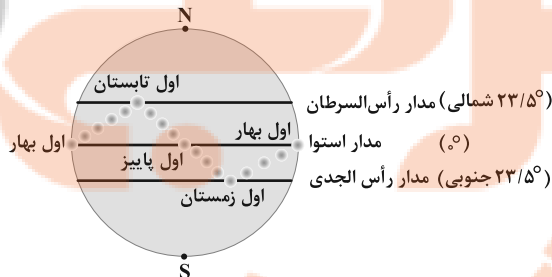 N
اول تابستان
(۲۳/۵° شمالی) مدار رأس‌السرطان
اول بهار
اول بهار
مدار استوا (۰°)
اول پاییز
(۲۳/۵° جنوبی) مدار رأس الجدی
اول زمستان
S